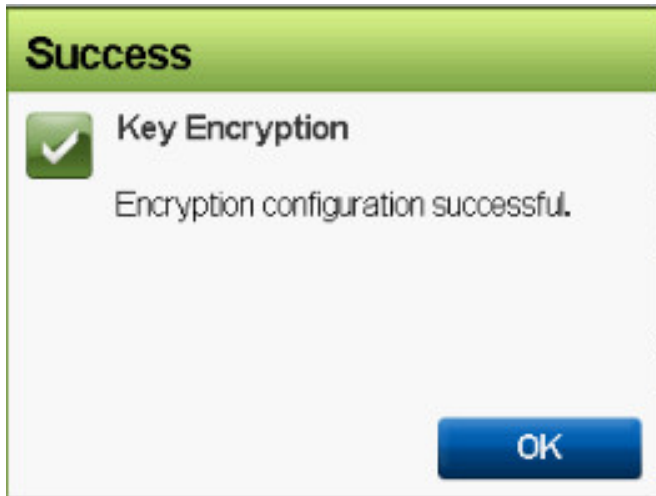 Success
Key Encryption
Encryption configuration successful.
OK